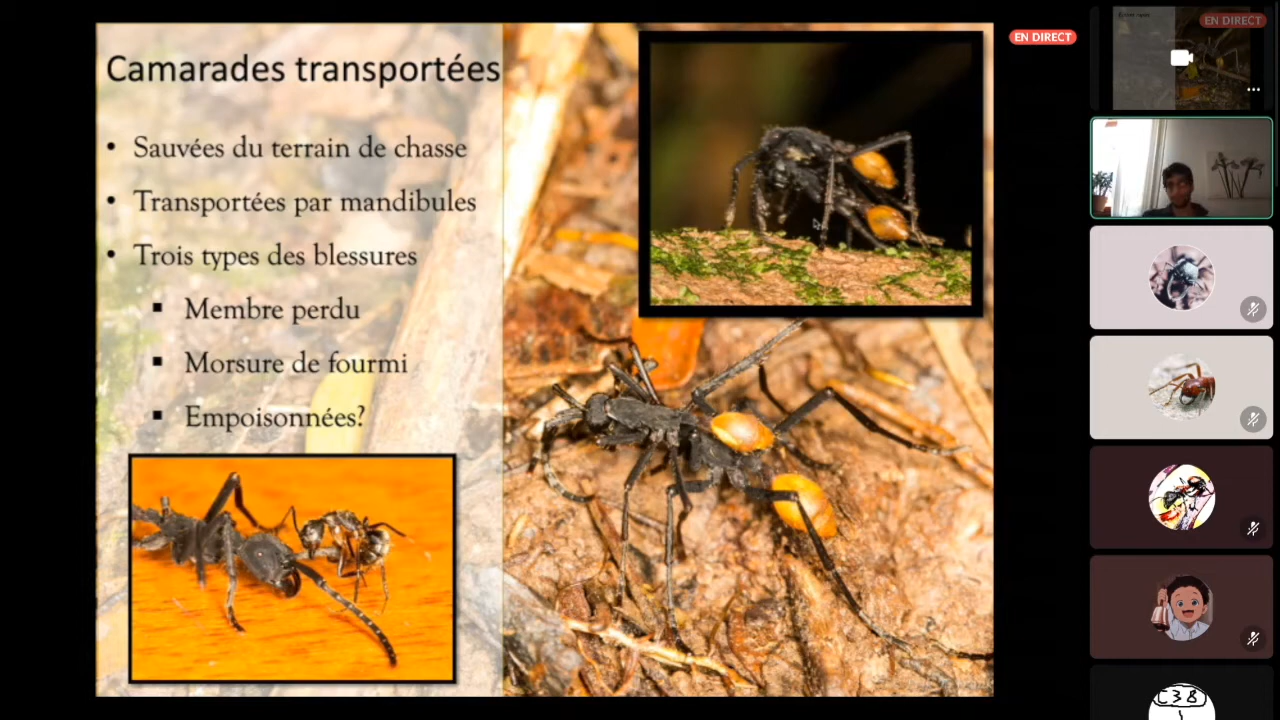 Camarades transportées
• Sauvées du terrain de chasse
• Transportées par mandibules
• Trois types des blessures
▪ Membre perdu
▪ Morsure de fourmi
▪ Empoisonnées?
EN DIRECT
EN DIRECT
C38